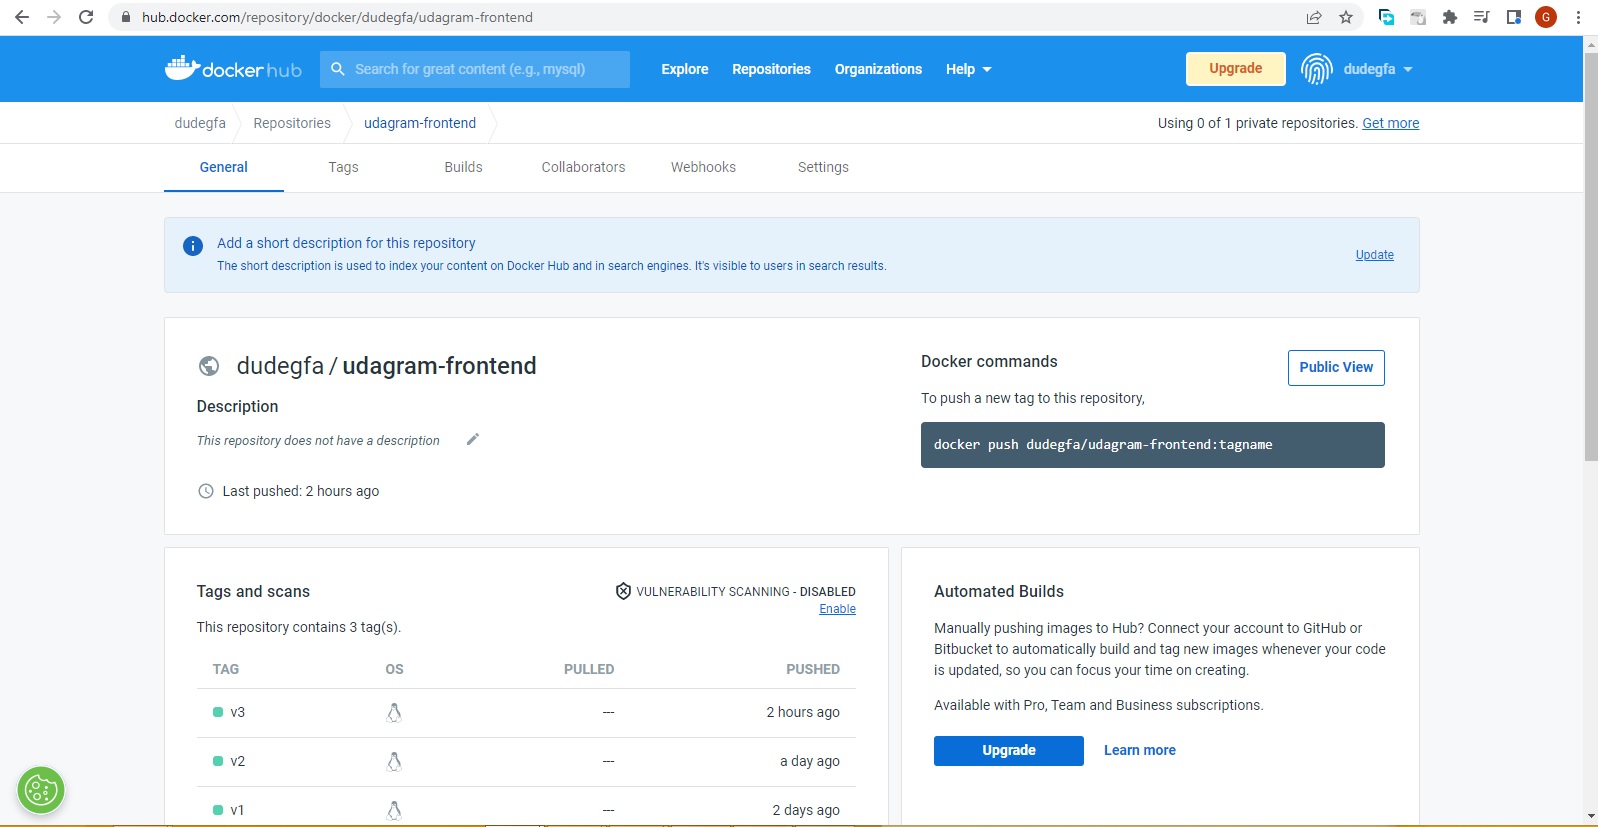 hub.docker.com/repository/docker/dudegfa/udagram-frontend
G
docker hub
Search for great content (e.g., mysql)
Explore
Repositories
Organizations
Help
Upgrade
dudegfa
dudegfa
Repositories
udagram-frontend
Using 0 of 1 private repositories. Get more
General
Tags
Builds
Collaborators
Webhooks
Settings
Add a short description for this repository
The short description is used to index your content on Docker Hub and in search engines. It's visible to users in search results.
Update
dudegfa / udagram-frontend
Description
This repository does not have a description
Last pushed: 2 hours ago
Docker commands
Public View
To push a new tag to this repository,
docker push dudegfa/udagram-frontend:tagname
Tags and scans
VULNERABILITY SCANNING - DISABLED
Enable
This repository contains 3 tag(s).
TAG OS PULLED PUSHED
v3 --- 2 hours ago
v2 --- a day ago
v1 --- 2 days ago
Automated Builds
Manually pushing images to Hub? Connect your account to GitHub or
Bitbucket to automatically build and tag new images whenever your code
is updated, so you can focus your time on creating.
Available with Pro, Team and Business subscriptions.
Upgrade
Learn more